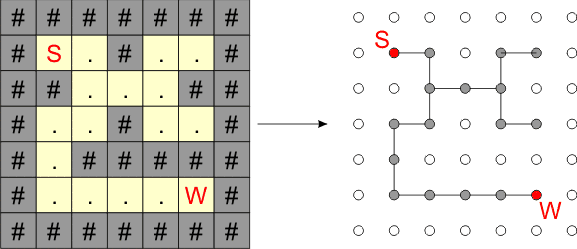 # # # # # # #
# S . # . . #
# # . . . # #
# . . # . . #
# . # # # # #
# . . . . W #
# # # # # # #
S
W